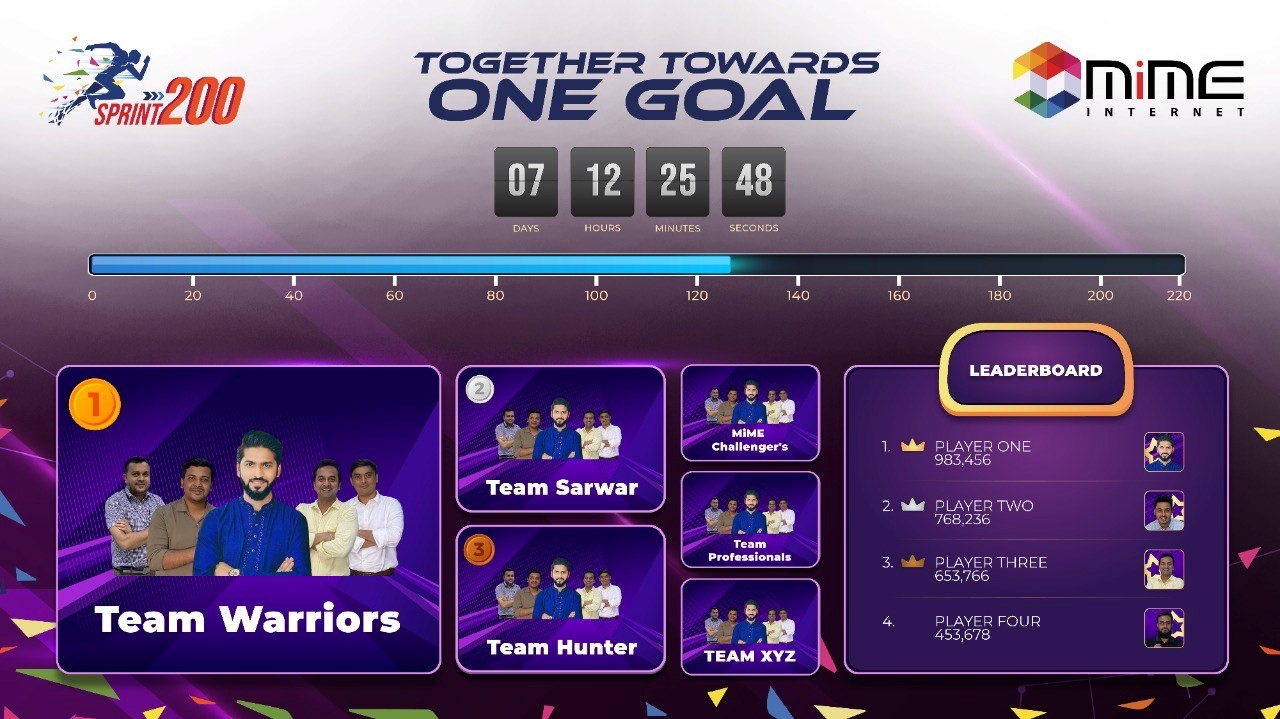 SPRINT200
TOGETHER TOWARDS
ONE GOAL
MiME
INTERNET
07 12 25 48
DAYS HOURS MINUTES SECONDS
0 20 40 60 80 100 120 140 160 180 200 220
1
Team Warriors
2
Team Sarwar
3
Team Hunter
MiME
Challenger's
Team
Professionals
TEAM XYZ
LEADERBOARD
1. PLAYER ONE
983,456
2. PLAYER TWO
768,236
3. PLAYER THREE
653,766
4. PLAYER FOUR
453,678